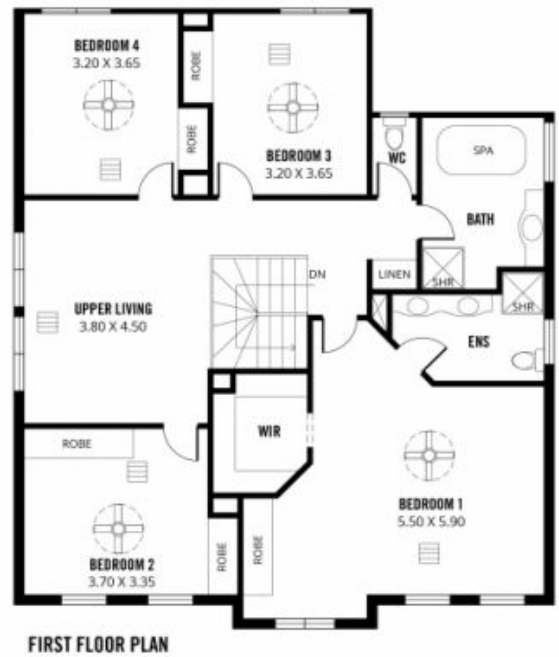 BEDROOM 4
3.20 X 3.65
ROBE
ROBE
BEDROOM 3
3.20 X 3.65
WC
SPA
BATH
SHR
LINEN
DN
UPPER LIVING
3.80 X 4.50
SHR
ENS
WIR
ROBE
BEDROOM 2
3.70 X 3.35
ROBE
ROBE
BEDROOM 1
5.50 X 5.90
FIRST FLOOR PLAN